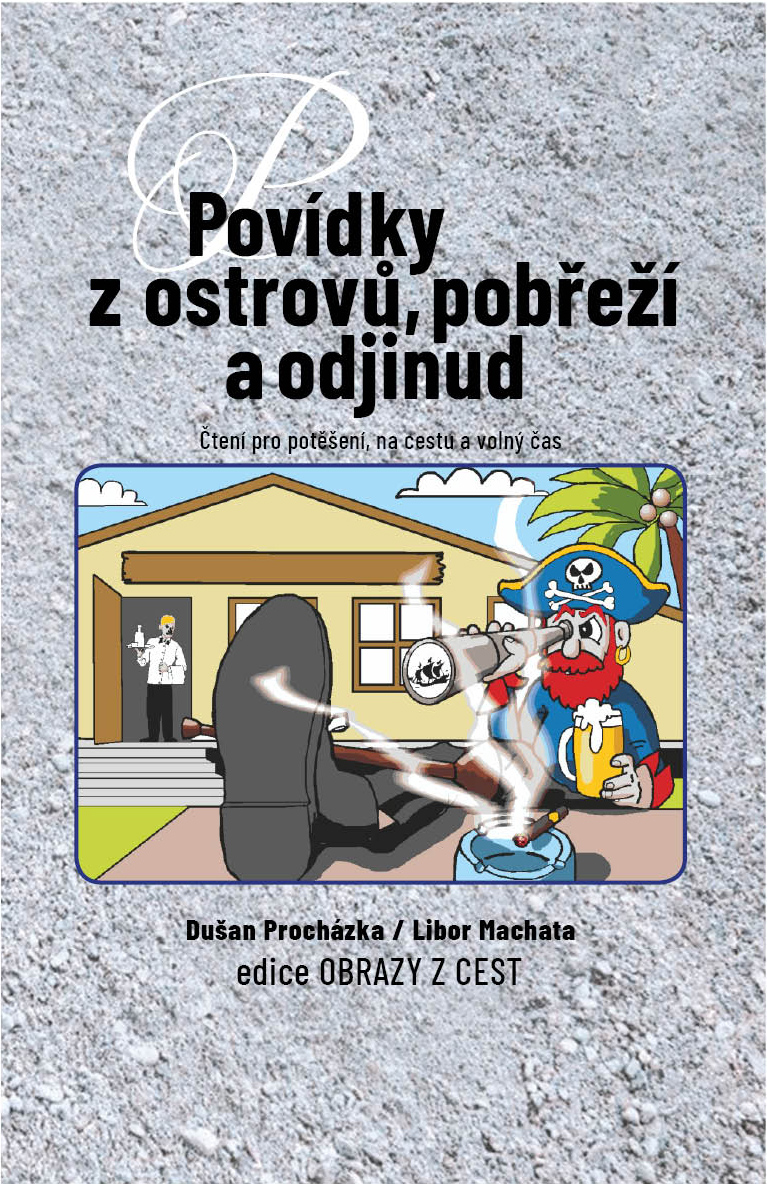 Povídky
z ostrovů, pobřeží
a odjinud
Čtení pro potěšení, na cestu a volný čas
Dušan Procházka / Libor Machata
edice OBRAZY Z CEST